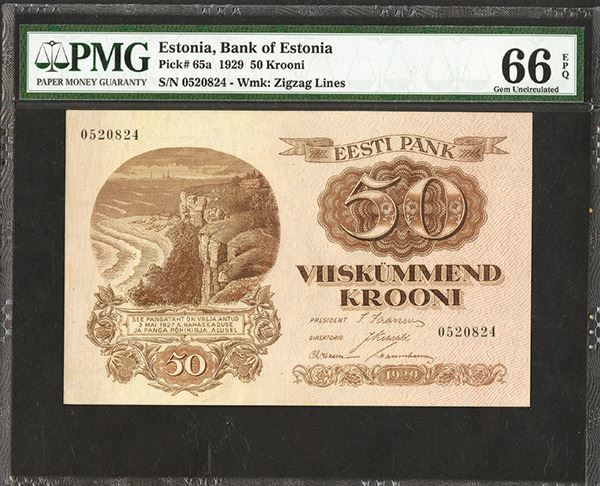 PMG
PAPER MONEY GUARANTY
Estonia, Bank of Estonia
Pick# 65a 1929 50 Krooni
S/N 0520824 - Wmk: Zigzag Lines
66 EPQ
Gem Uncirculated
0520824
EESTI PANK
50
VIISKÜMMEND
KROONI
SEE PANGATÄHT ON VÄLJA ANTUD
3 MAI 1927 A. RAHASEADUSE
JA PANGA PÕHIKIRJA ALUSEL
50
PRESIDENT
DIREKTORID
0520824
1929